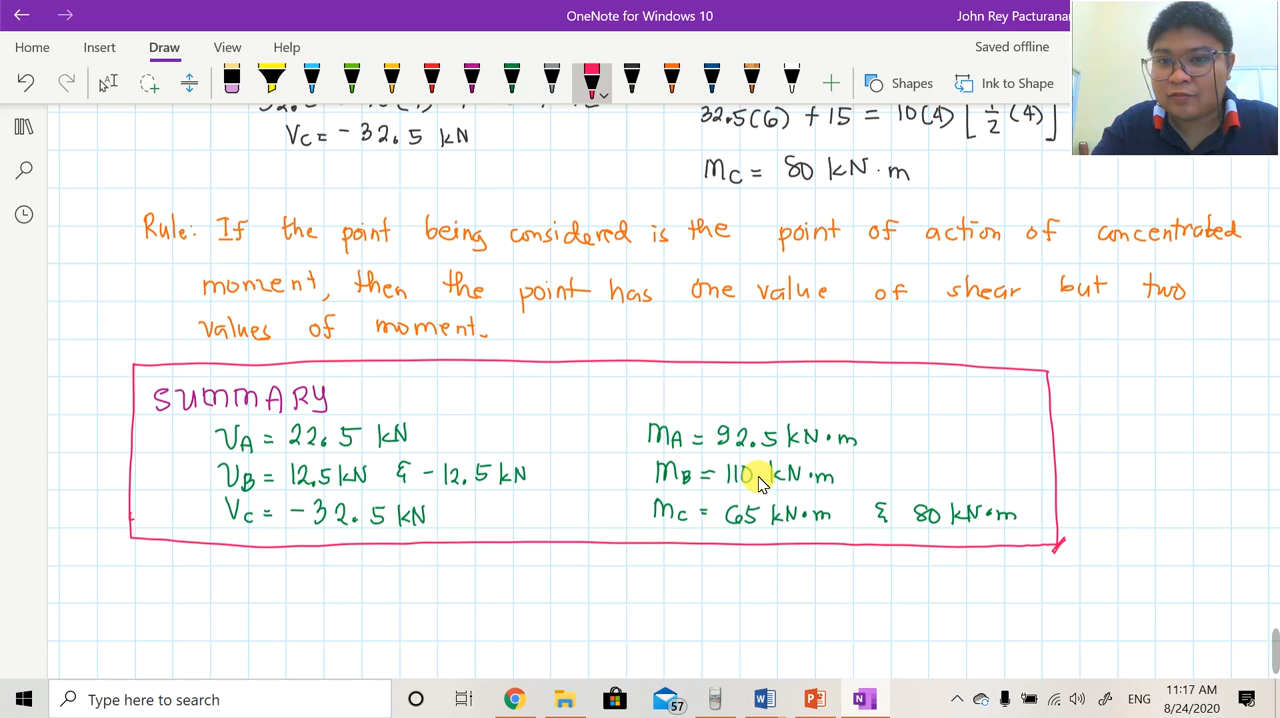 OneNote for Windows 10
John Rey Pacturanan
Home
Insert
Draw
View
Help
Saved offline
Shapes
Ink to Shape
32.5(6) + 15 = 10(4) [ 1/2 (4) ]
VC = - 32.5 kN
MC = 80 kN·m
Rule: If the point being considered is the point of action of concentrated
moment, then the point has one value of shear but two
values of moment.
SUMMARY
VA = 22.5 kN
MA = 92.5 kN·m
VB = 12.5 kN & -12.5 kN
MB = 110 kN·m
VC = -32.5 kN
MC = 65 kN·m & 80 kN·m
Type here to search
57
ENG
11:17 AM
8/24/2020